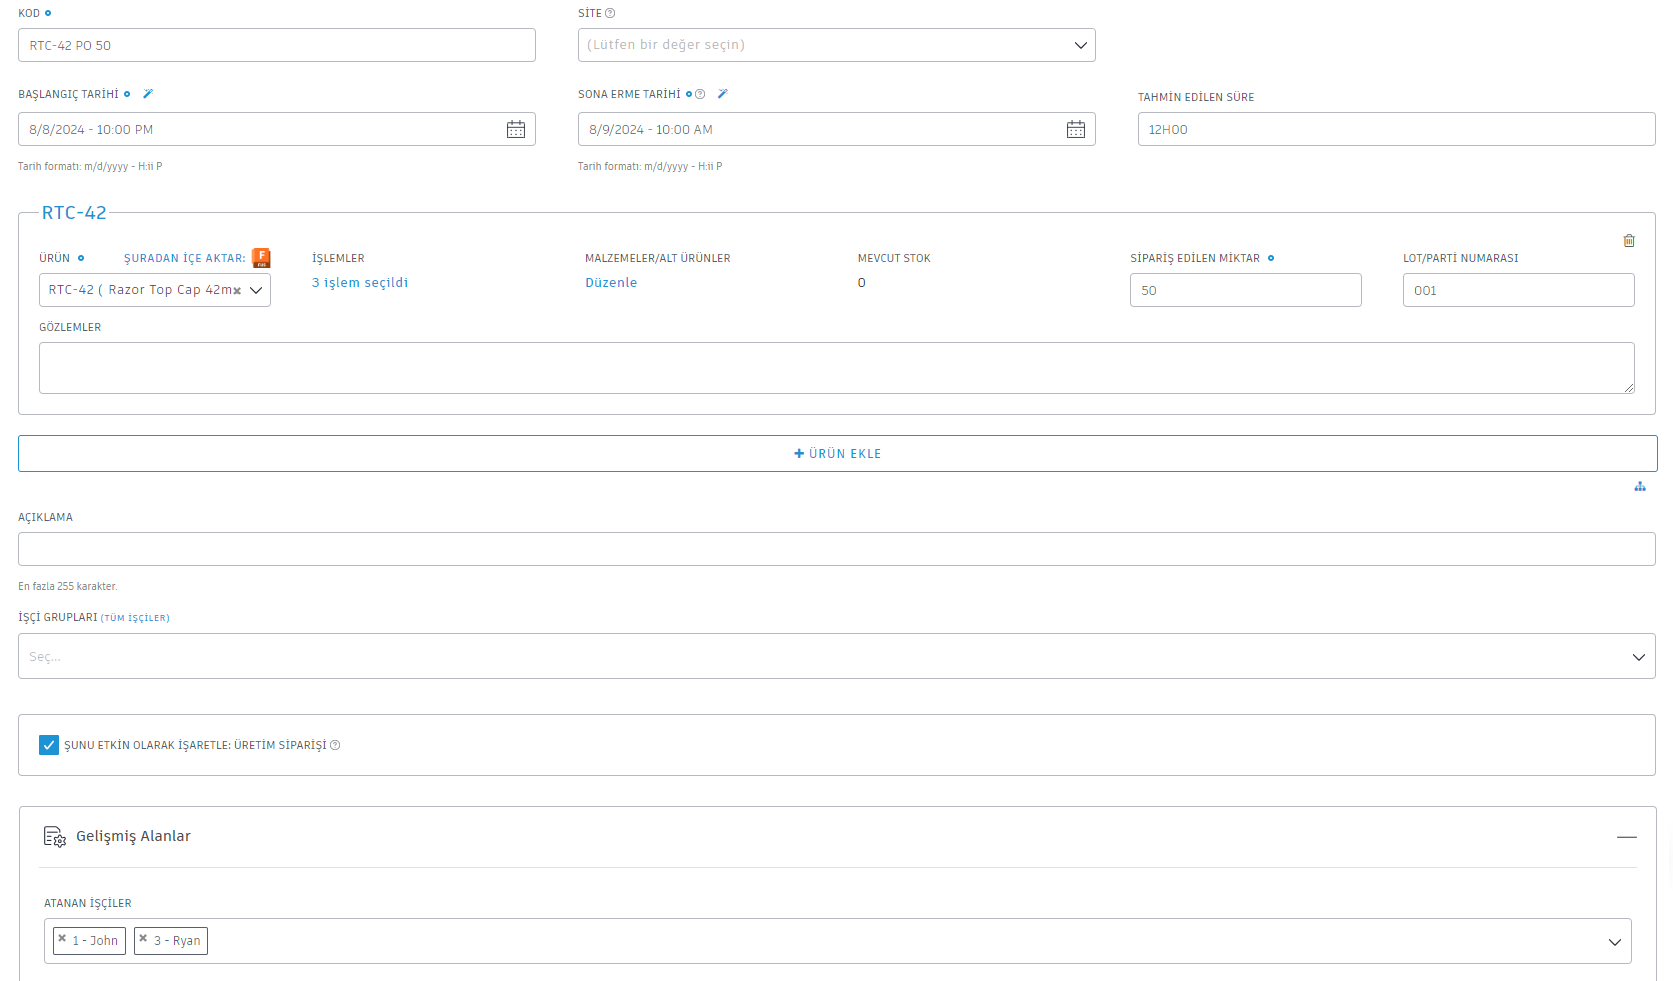 KOD
SİTE
RTC-42 PO 50
(Lütfen bir değer seçin)
BAŞLANGIÇ TARİHİ
SONA ERME TARİHİ
TAHMİN EDİLEN SÜRE
8/8/2024 - 10:00 PM
8/9/2024 - 10:00 AM
12H00
Tarih formatı: m/d/yyyy - H:ii P
Tarih formatı: m/d/yyyy - H:ii P
RTC-42
ÜRÜN
ŞURADAN İÇE AKTAR:
İŞLEMLER
MALZEMELER/ALT ÜRÜNLER
MEVCUT STOK
SİPARİŞ EDİLEN MİKTAR
LOT/PARTİ NUMARASI
RTC-42 ( Razor Top Cap 42m
3 işlem seçildi
Düzenle
0
50
001
GÖZLEMLER
+ ÜRÜN EKLE
AÇIKLAMA
En fazla 255 karakter.
İŞÇİ GRUPLARI (TÜM İŞÇİLER)
Seç...
ŞUNU ETKİN OLARAK İŞARETLE: ÜRETİM SİPARİŞİ
Gelişmiş Alanlar
ATANAN İŞÇİLER
1 - John
3 - Ryan